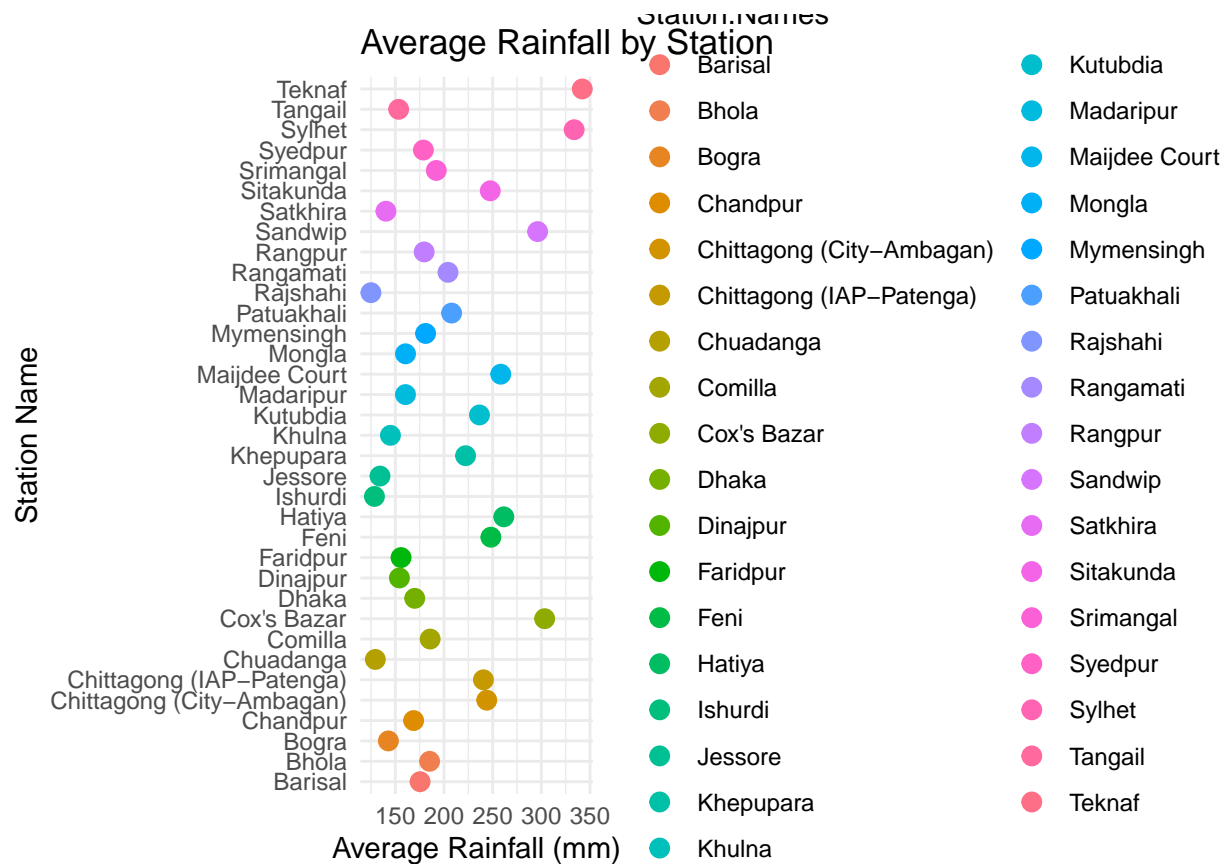 Station.Names
Average Rainfall by Station
Teknaf
Tangail
Sylhet
Syedpur
Srimangal
Sitakunda
Satkhira
Sandwip
Rangpur
Rangamati
Rajshahi
Patuakhali
Mymensingh
Mongla
Maijdee Court
Madaripur
Kutubdia
Khulna
Khepupara
Jessore
Ishurdi
Hatiya
Feni
Faridpur
Dinajpur
Dhaka
Cox's Bazar
Comilla
Chuadanga
Chittagong (IAP−Patenga)
Chittagong (City−Ambagan)
Chandpur
Bogra
Bhola
Barisal
Station Name
150 200 250 300 350
Average Rainfall (mm)
Barisal
Bhola
Bogra
Chandpur
Chittagong (City−Ambagan)
Chittagong (IAP−Patenga)
Chuadanga
Comilla
Cox's Bazar
Dhaka
Dinajpur
Faridpur
Feni
Hatiya
Ishurdi
Jessore
Khepupara
Khulna
Kutubdia
Madaripur
Maijdee Court
Mongla
Mymensingh
Patuakhali
Rajshahi
Rangamati
Rangpur
Sandwip
Satkhira
Sitakunda
Srimangal
Syedpur
Sylhet
Tangail
Teknaf